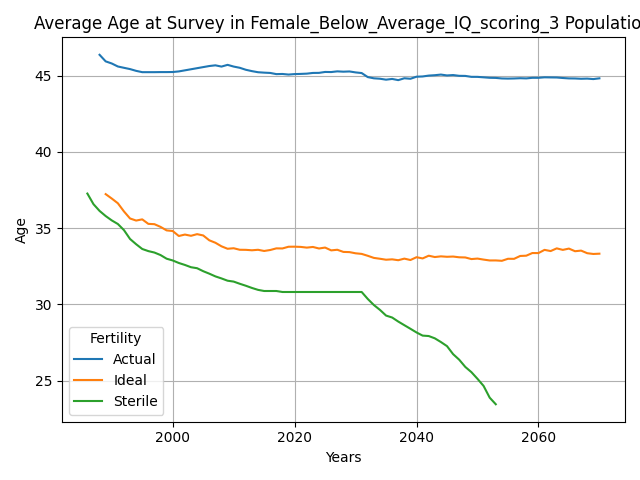 Average Age at Survey in Female_Below_Average_IQ_scoring_3 Populatio
45
40
35
30
25
Age
Fertility
Actual
Ideal
Sterile
2000 2020 2040 2060
Years